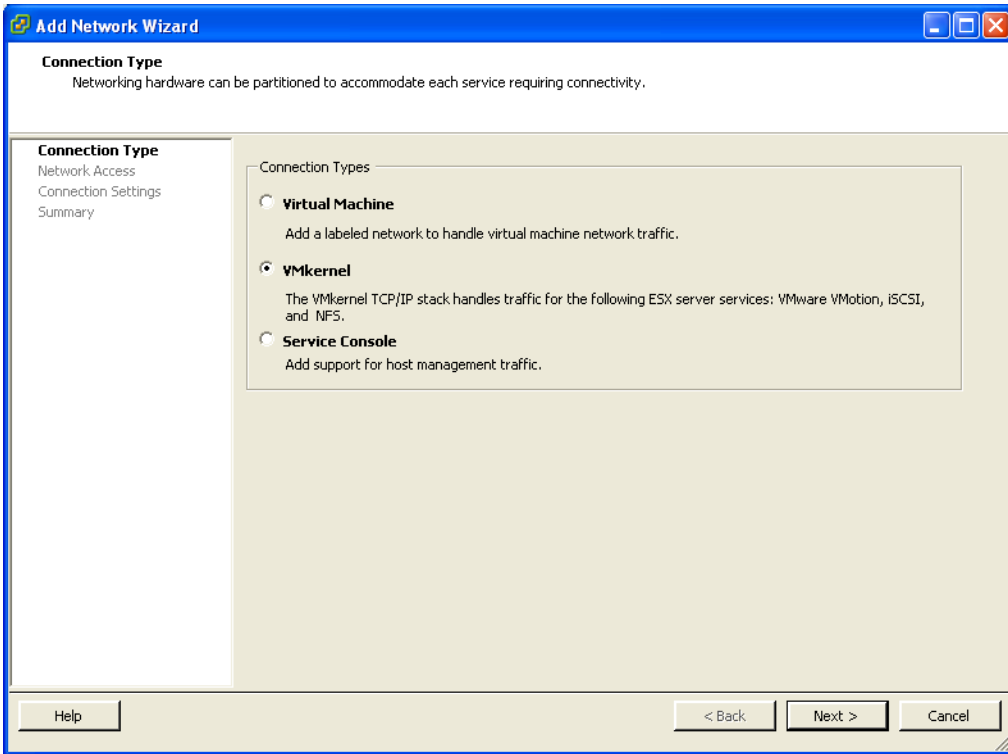 Add Network Wizard
Connection Type
Networking hardware can be partitioned to accommodate each service requiring connectivity.
Connection Type
Network Access
Connection Settings
Summary
Connection Types
Virtual Machine
Add a labeled network to handle virtual machine network traffic.
VMkernel
The VMkernel TCP/IP stack handles traffic for the following ESX server services: VMware VMotion, iSCSI,
and NFS.
Service Console
Add support for host management traffic.
Help
< Back
Next >
Cancel